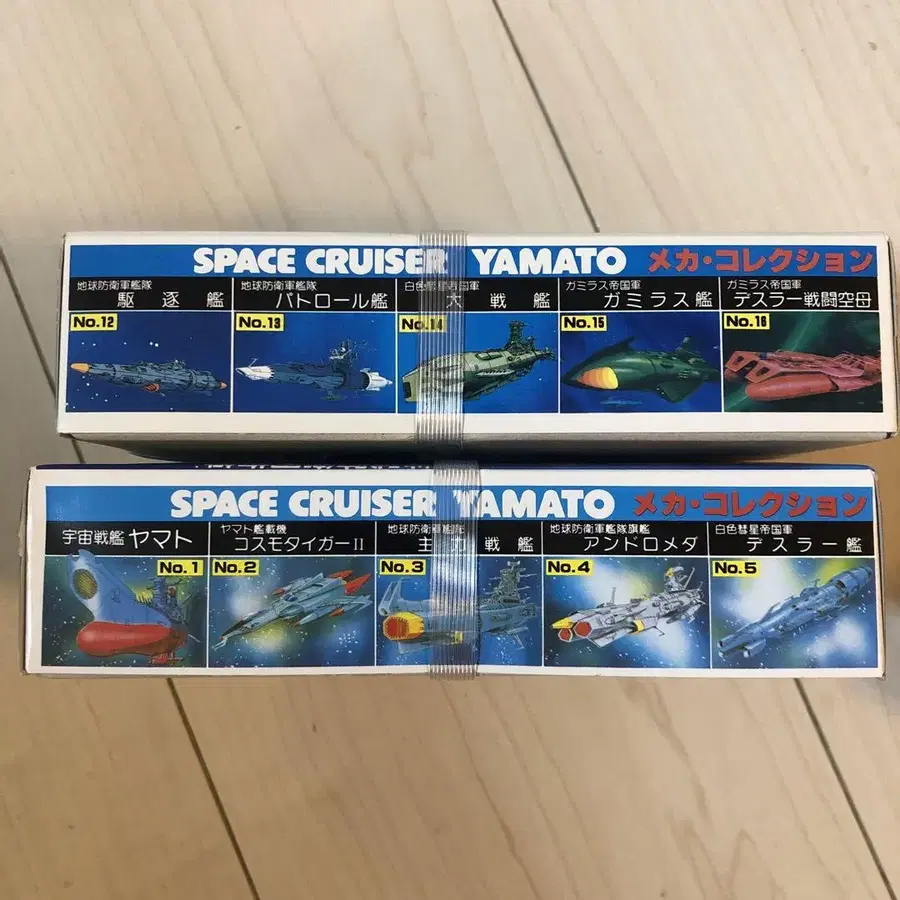 SPACE CRUISER YAMATO メカ・コレクション
地球防衛軍艦隊
駆逐艦
No.12
地球防衛軍艦隊
パトロール艦
No.13
白色彗星帝国軍
大戦艦
No.14
ガミラス帝国軍
ガミラス艦
No.15
ガミラス帝国軍
デスラー戦闘空母
No.16
SPACE CRUISER YAMATO メカ・コレクション
宇宙戦艦 ヤマト
No.1
ヤマト艦載機
コスモタイガーII
No.2
地球防衛軍艦隊
主力戦艦
No.3
地球防衛軍艦隊旗艦
アンドロメダ
No.4
白色彗星帝国軍
デスラー艦
No.5